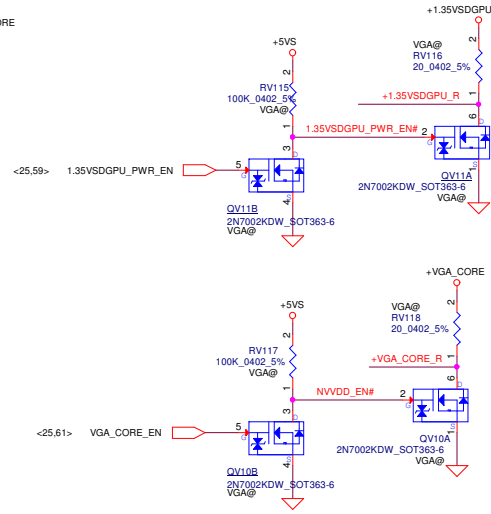 ORE
+1.35VSDGPU
2
VGA@
RV116
20_0402_5%
1
+5VS
2
RV115
100K_0402_5%
VGA@
1
+1.35VSDGPU_R
6
D
3
D
1.35VSDGPU_PWR_EN#
2
G
S
1
QV11A
2N7002KDW_SOT363-6
VGA@
<25,59>
1.35VSDGPU_PWR_EN
5
G
S
4
QV11B
2N7002KDW_SOT363-6
VGA@
+VGA_CORE
2
VGA@
RV118
20_0402_5%
1
+5VS
2
RV117
100K_0402_5%
VGA@
1
+VGA_CORE_R
6
D
3
D
NVVDD_EN#
2
G
S
1
QV10A
2N7002KDW_SOT363-6
VGA@
<25,61>
VGA_CORE_EN
5
G
S
4
QV10B
2N7002KDW_SOT363-6
VGA@